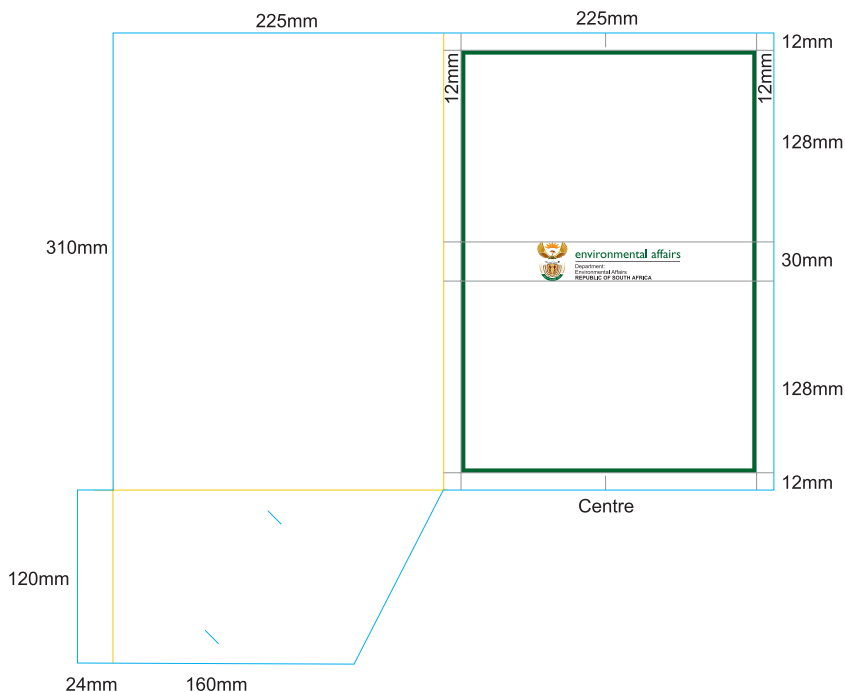 225mm
225mm
12mm
12mm
12mm
128mm
310mm
environmental affairs
Department:
Environmental Affairs
REPUBLIC OF SOUTH AFRICA
30mm
128mm
12mm
Centre
120mm
24mm
160mm